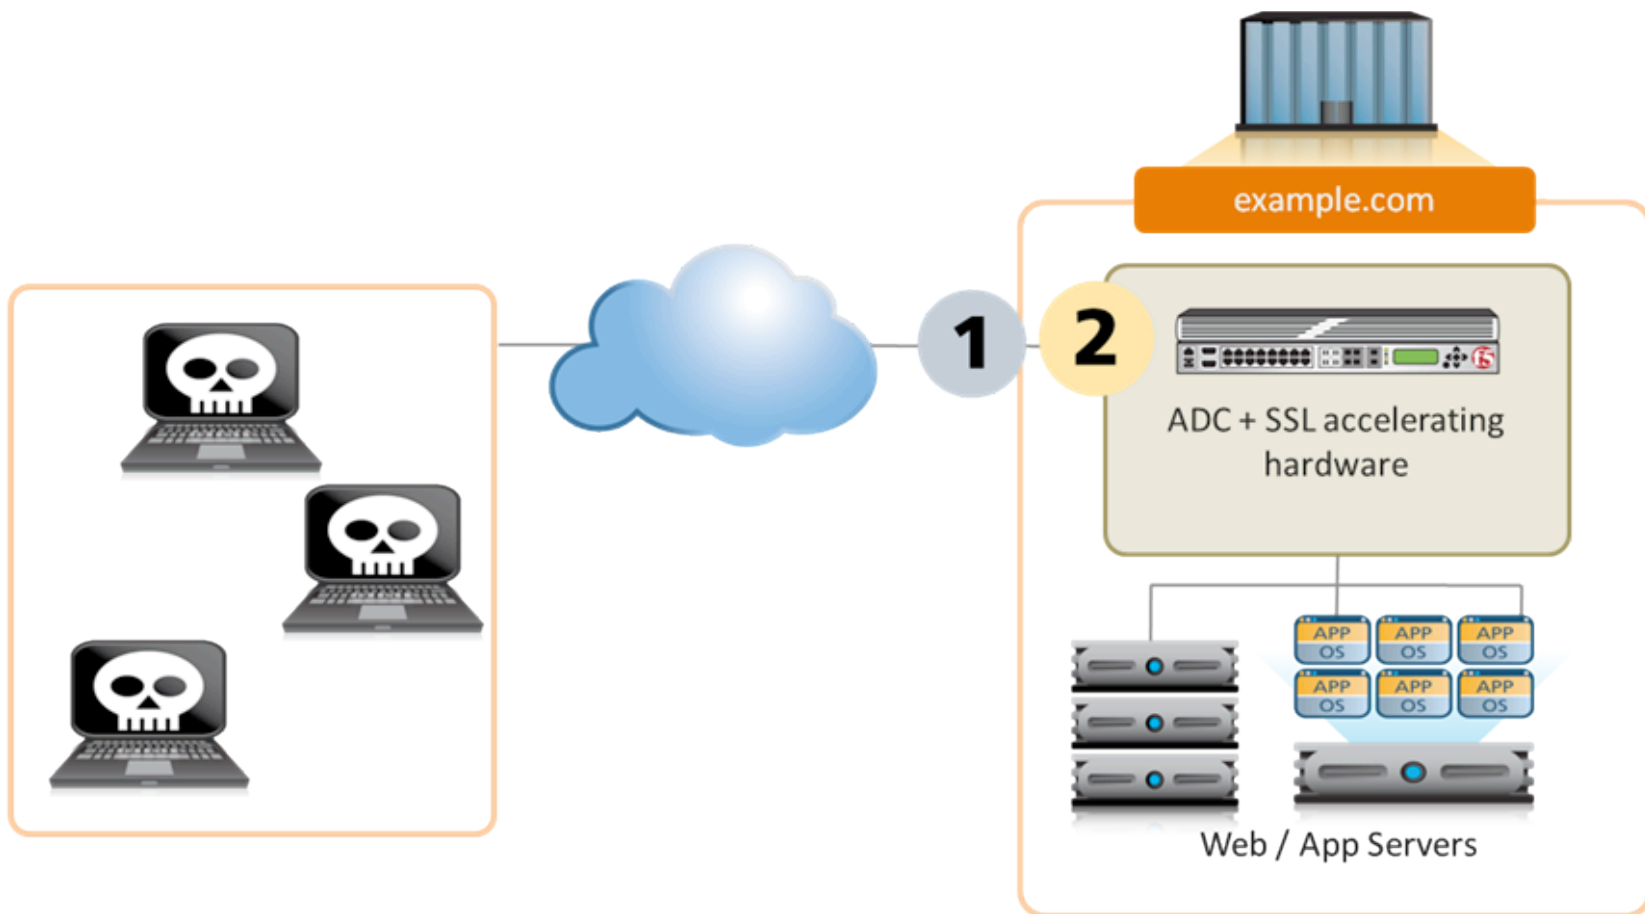 example.com
1
2
f5
ADC + SSL accelerating
hardware
APP APP APP
OS OS OS
APP APP APP
OS OS OS
Web / App Servers